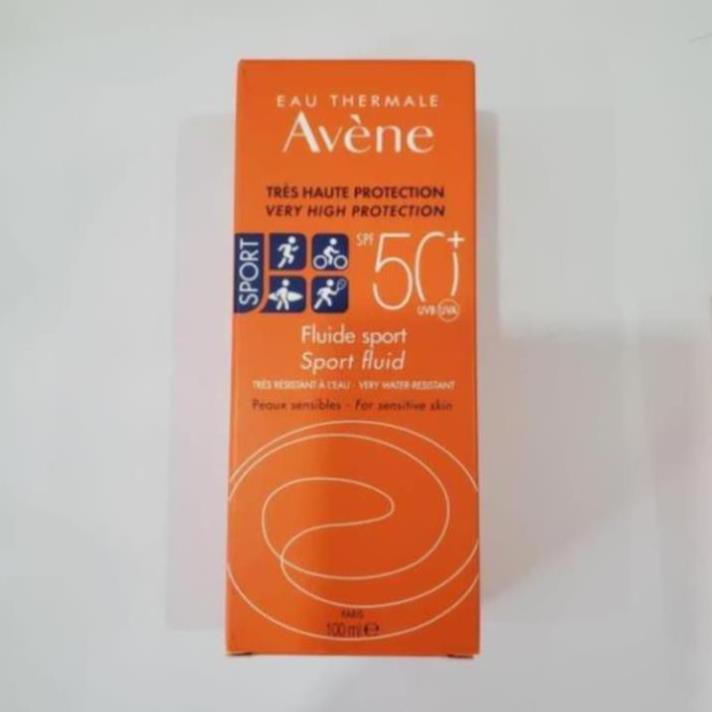 EAU THERMALE
Avène
TRÈS HAUTE PROTECTION
VERY HIGH PROTECTION
SPORT
SPF 50+
UVB UVA
Fluide sport
Sport fluid
TRÈS RÉSISTANT À L'EAU - VERY WATER-RESISTANT
Peaux sensibles - For sensitive skin
PARIS
100 ml ℮